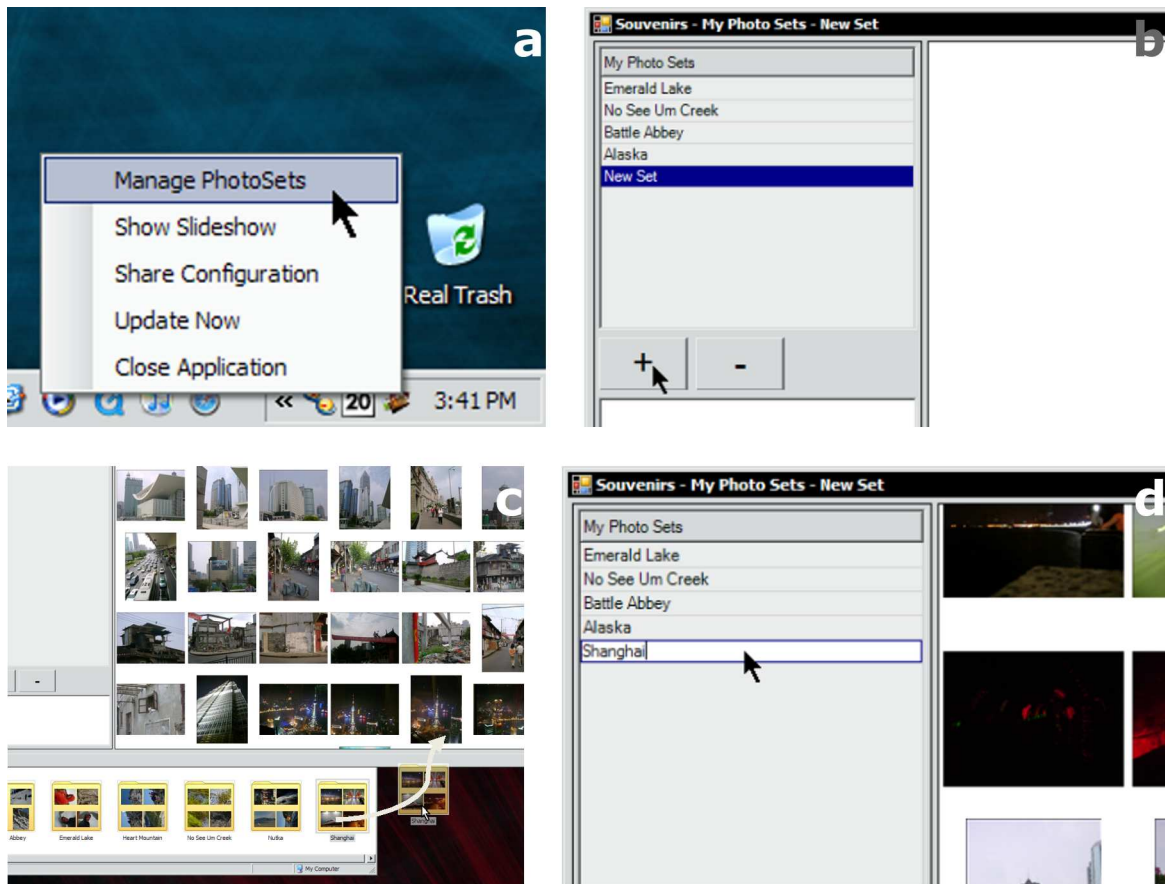 a
Manage PhotoSets
Show Slideshow
Share Configuration
Update Now
Close Application
Real Trash
« 20 3:41 PM
b
Souvenirs - My Photo Sets - New Set
My Photo Sets
Emerald Lake
No See Um Creek
Battle Abbey
Alaska
New Set
+ -
c
-
Abbey Emerald Lake Heart Mountain No See Um Creek Nutka Shanghai
Shanghai
My Computer
d
Souvenirs - My Photo Sets - New Set
My Photo Sets
Emerald Lake
No See Um Creek
Battle Abbey
Alaska
Shanghai